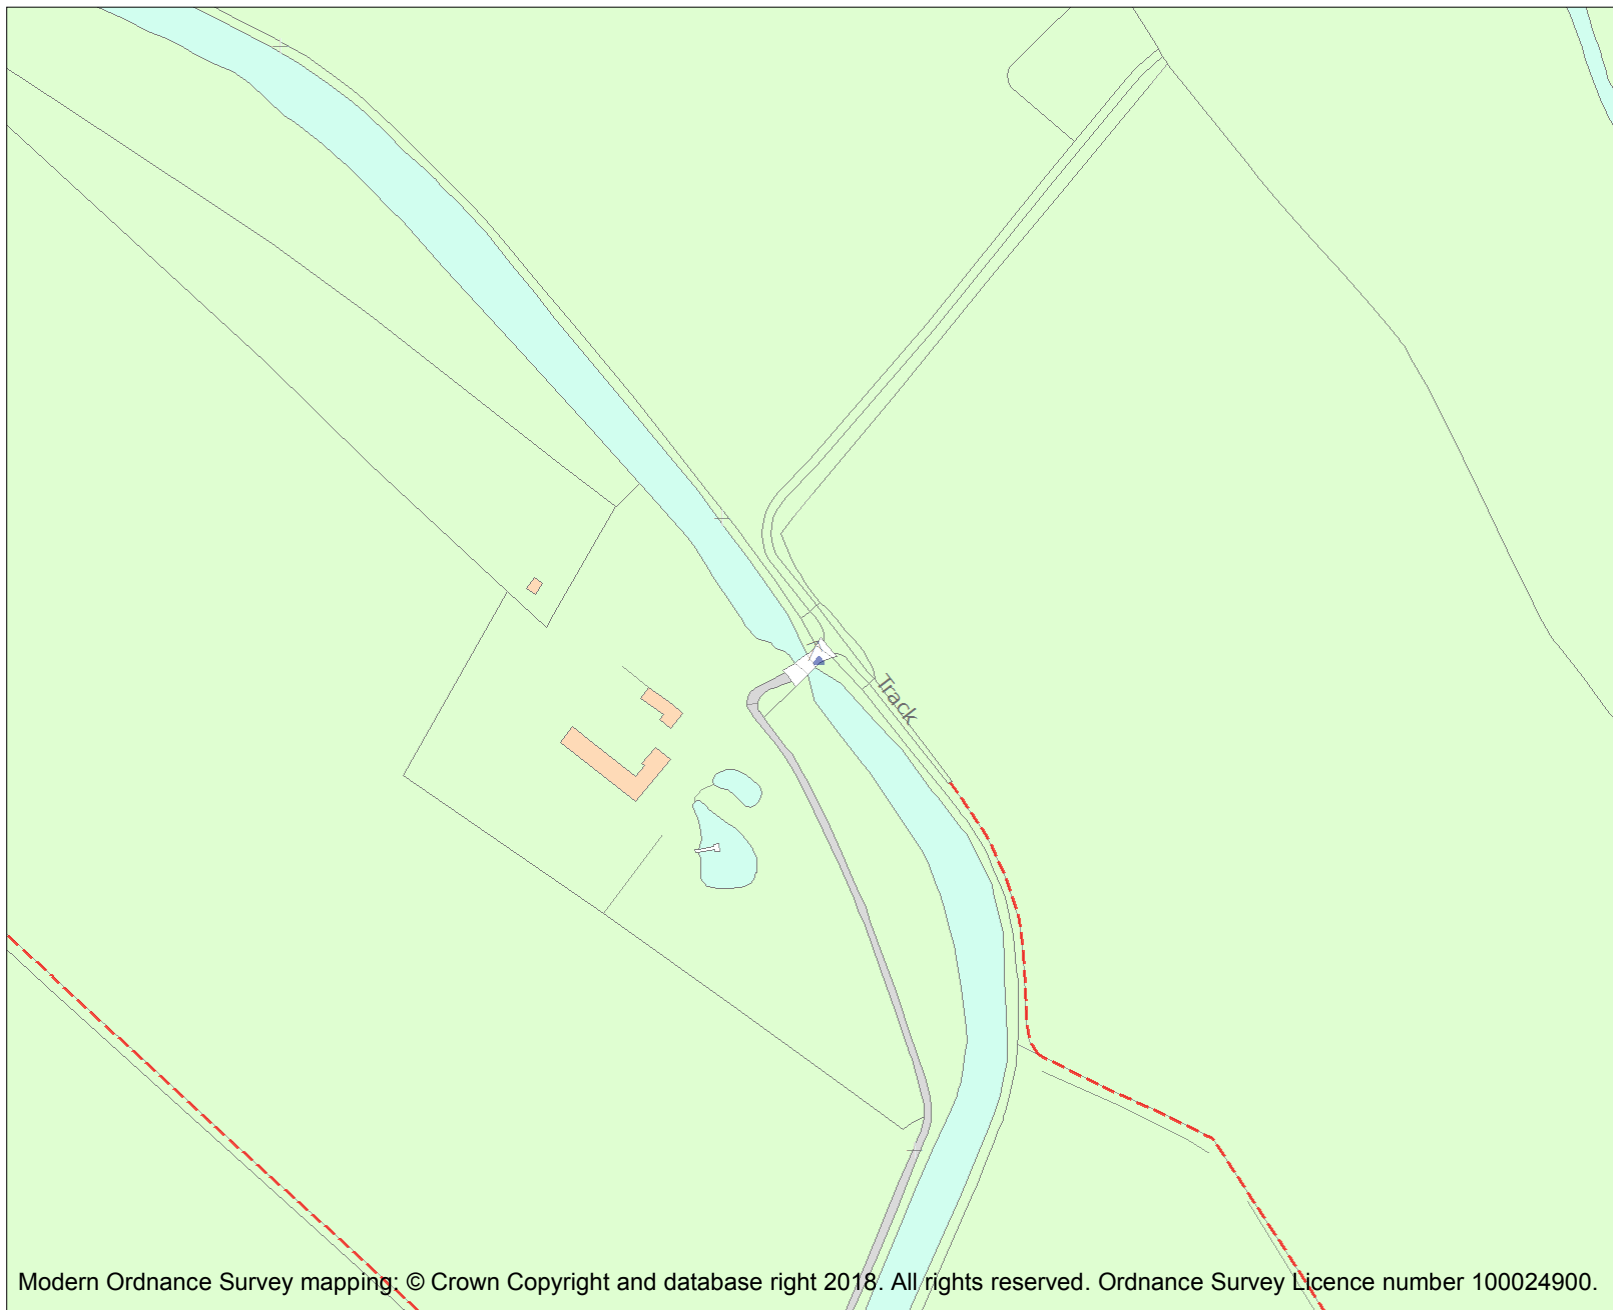 Track
Modern Ordnance Survey mapping: © Crown Copyright and database right 2018. All rights reserved. Ordnance Survey Licence number 100024900.